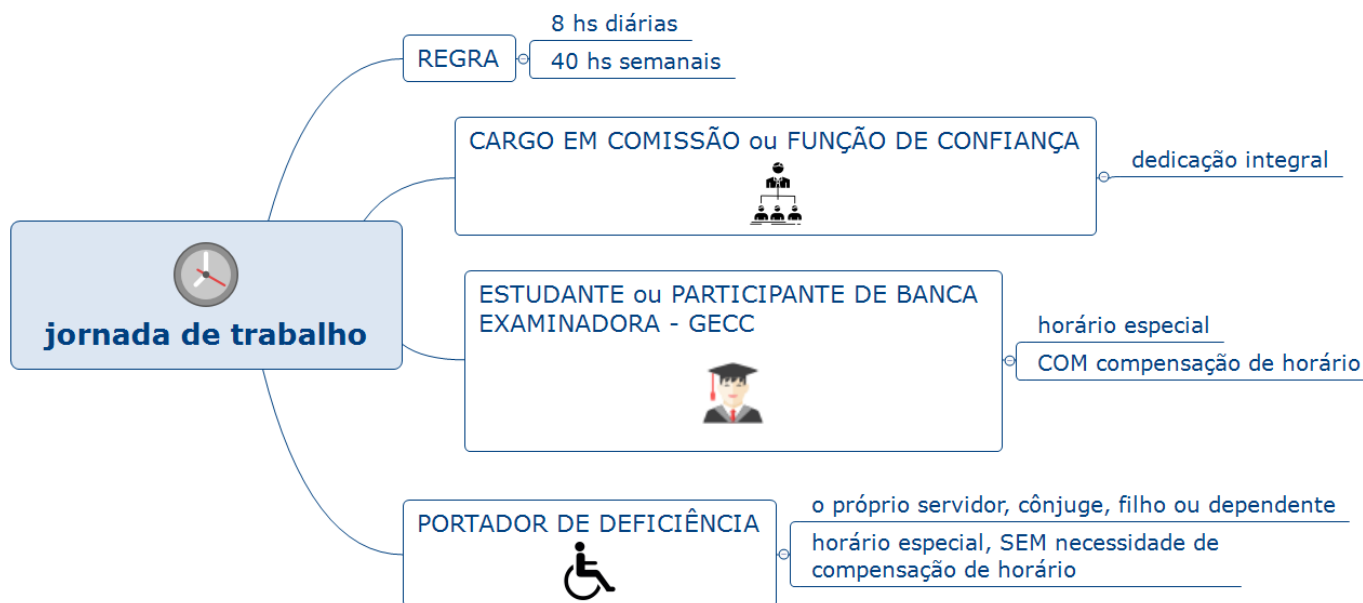 jornada de trabalho
REGRA
8 hs diárias
40 hs semanais
CARGO EM COMISSÃO ou FUNÇÃO DE CONFIANÇA
dedicação integral
ESTUDANTE ou PARTICIPANTE DE BANCA
EXAMINADORA - GECC
horário especial
COM compensação de horário
PORTADOR DE DEFICIÊNCIA
o próprio servidor, cônjuge, filho ou dependente
horário especial, SEM necessidade de
compensação de horário